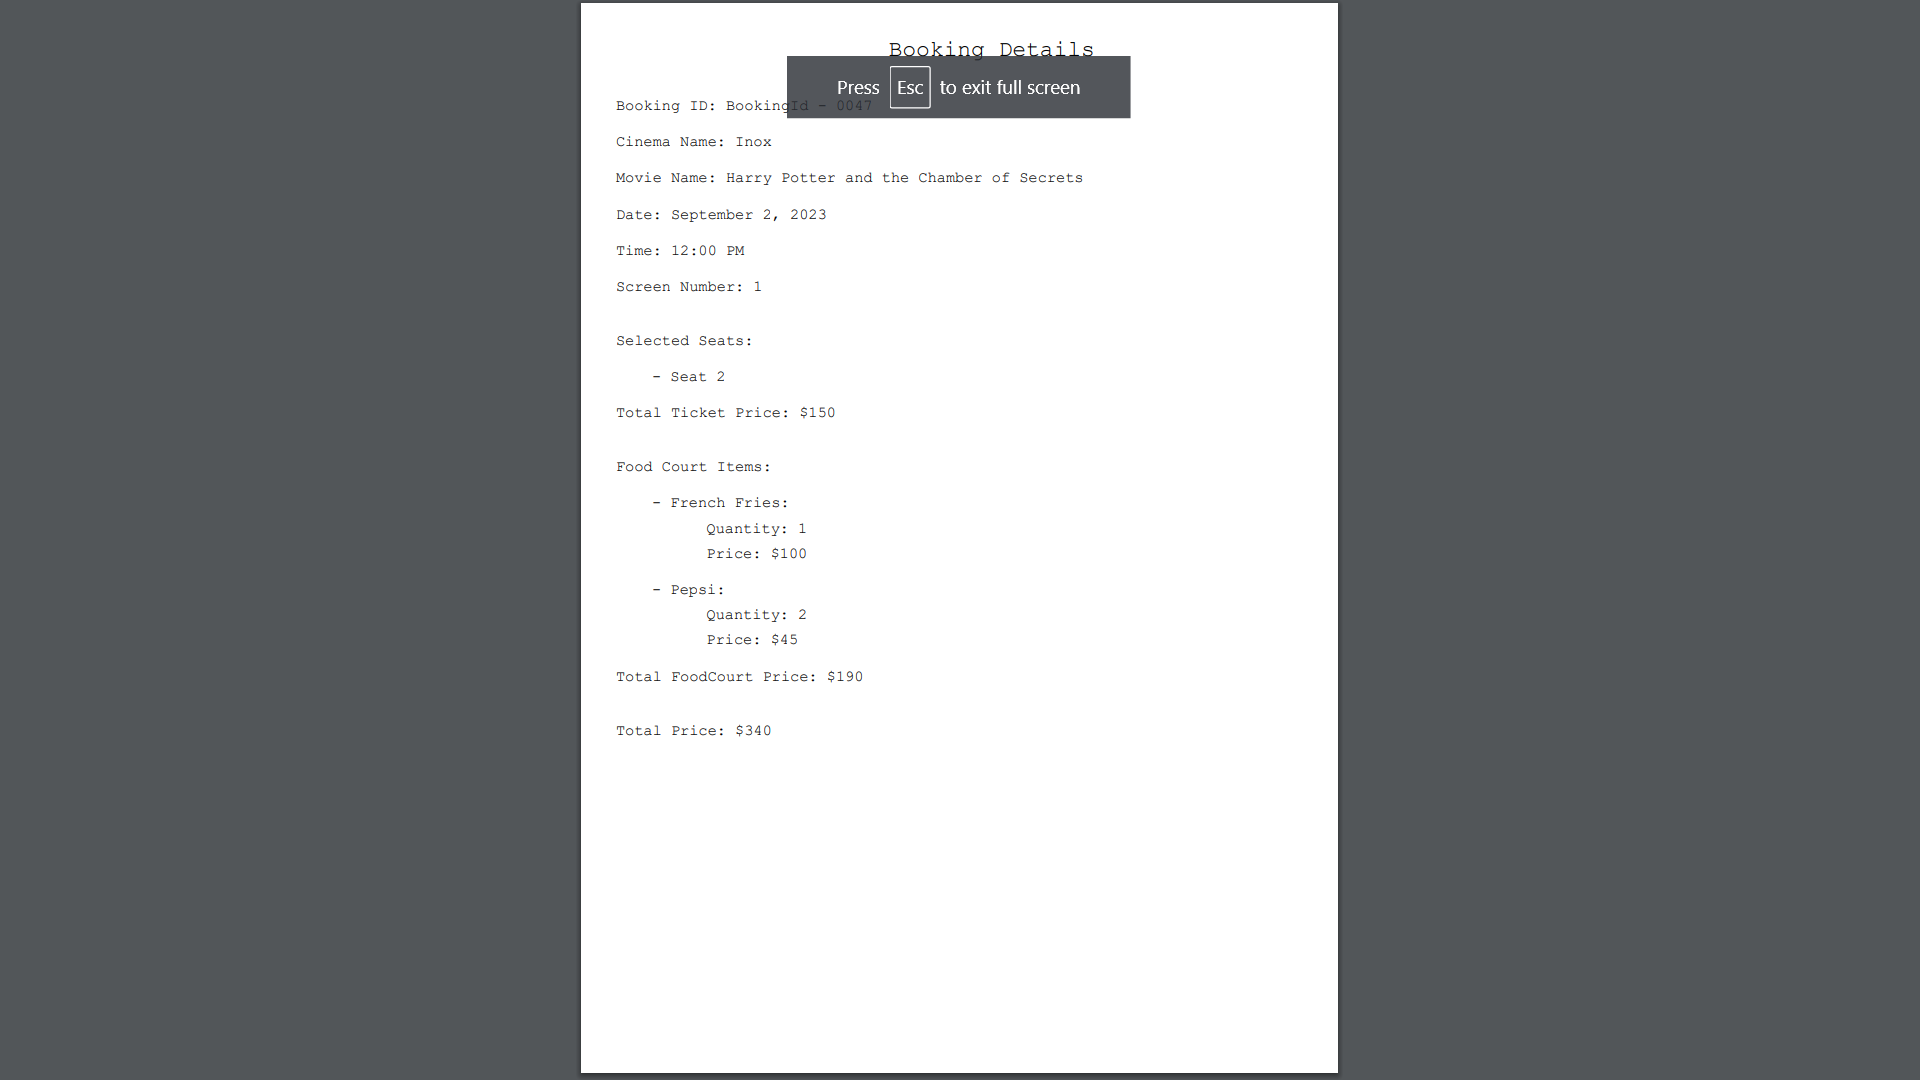 Booking Details
Press Esc to exit full screen
Booking ID: BookingId - 0047
Cinema Name: Inox
Movie Name: Harry Potter and the Chamber of Secrets
Date: September 2, 2023
Time: 12:00 PM
Screen Number: 1
Selected Seats:
- Seat 2
Total Ticket Price: $150
Food Court Items:
- French Fries:
Quantity: 1
Price: $100
- Pepsi:
Quantity: 2
Price: $45
Total FoodCourt Price: $190
Total Price: $340